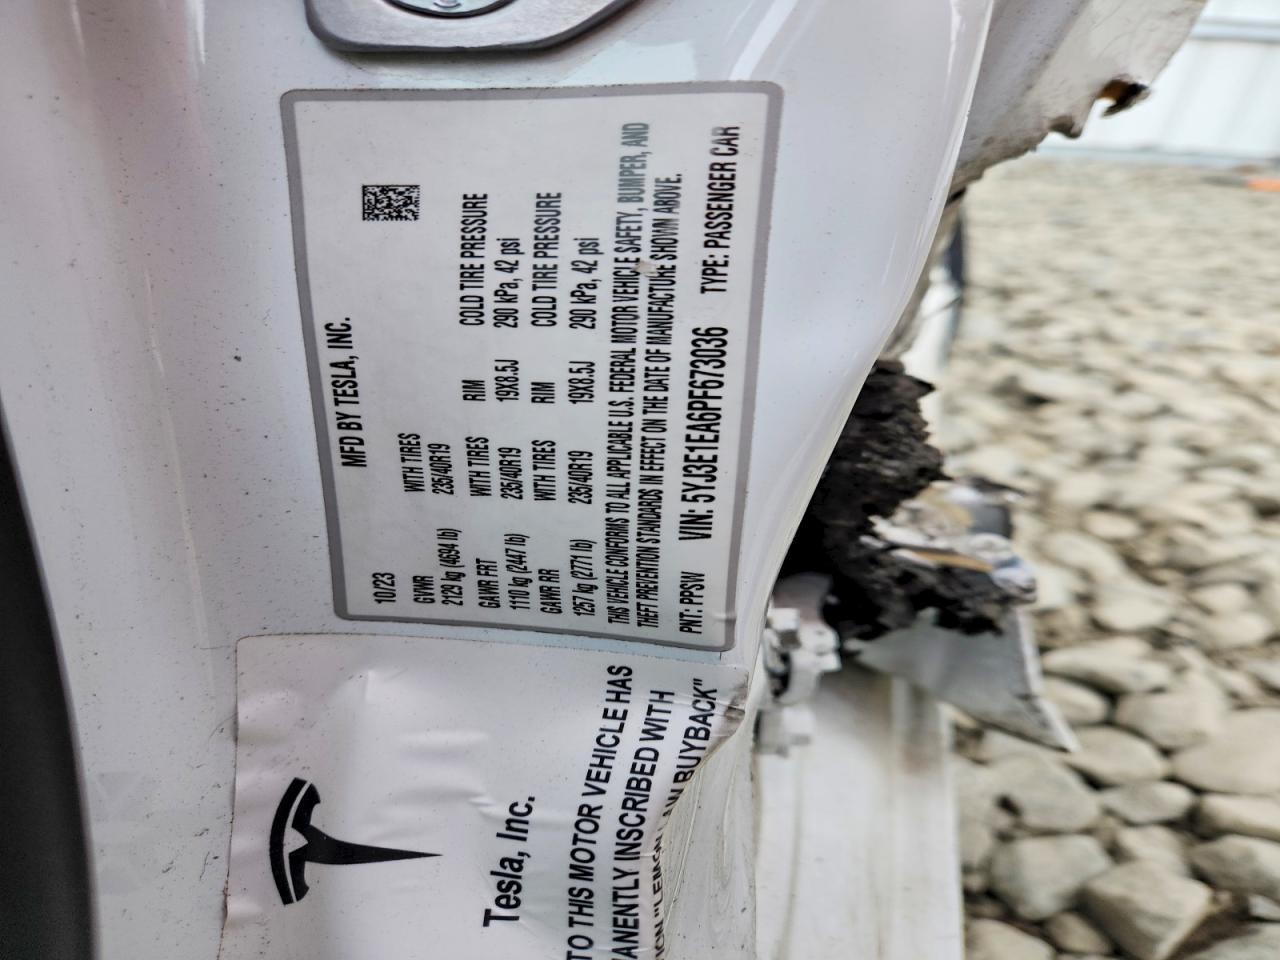 MFD BY TESLA, INC.
10/23
GVWR WITH TIRES
2129 kg (4694 lb) 235/40R19
GAWR FRT WITH TIRES RIM COLD TIRE PRESSURE
1110 kg (2447 lb) 235/40R19 19X8.5J 290 kPa, 42 psi
GAWR RR WITH TIRES RIM COLD TIRE PRESSURE
1257 kg (2771 lb) 235/40R19 19X8.5J 290 kPa, 42 psi
THIS VEHICLE CONFORMS TO ALL APPLICABLE U.S. FEDERAL MOTOR VEHICLE SAFETY, BUMPER, AND
THEFT PREVENTION STANDARDS IN EFFECT ON THE DATE OF MANUFACTURE SHOWN ABOVE.
PNT: PPSW VIN: 5YJ3E1EA6PF673036 TYPE: PASSENGER CAR
Tesla, Inc.
TO THIS MOTOR VEHICLE HAS
ANENTLY INSCRIBED WITH
ION "LEMON LAW BUYBACK"